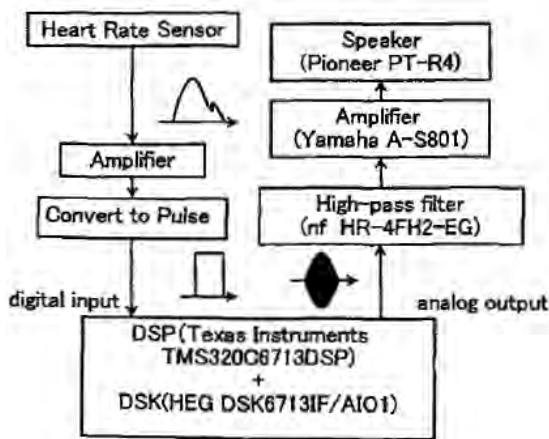 Heart Rate Sensor
Amplifier
Convert to Pulse
digital input
DSP(Texas Instruments
TMS320C6713DSP)
+
DSK(HEG DSK6713IF/AIO1)
analog output
High-pass filter
(nf HR-4FH2-EG)
Amplifier
(Yamaha A-S801)
Speaker
(Pioneer PT-R4)